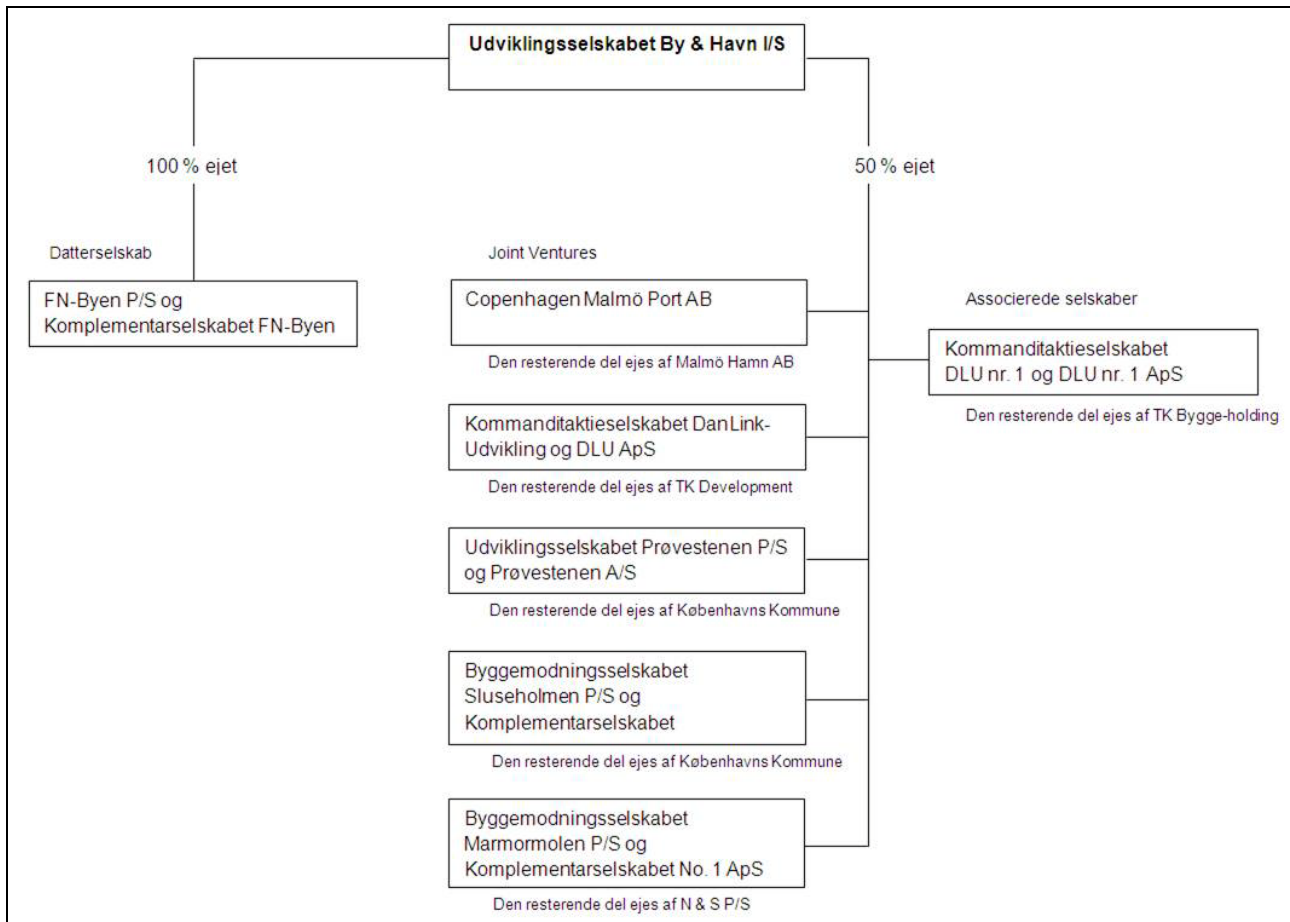 Udviklingsselskabet By & Havn I/S
100 % ejet
50 % ejet
Datterselskab
FN-Byen P/S og
Komplementarselskabet FN-Byen
Joint Ventures
Copenhagen Malmö Port AB
Den resterende del ejes af Malmö Hamn AB
Kommanditaktieselskabet DanLink-
Udvikling og DLU ApS
Den resterende del ejes af TK Development
Udviklingsselskabet Prøvestenen P/S
og Prøvestenen A/S
Den resterende del ejes af Københavns Kommune
Byggemodningsselskabet
Sluseholmen P/S og
Komplementarselskabet
Den resterende del ejes af Københavns Kommune
Byggemodningsselskabet
Marmormolen P/S og
Komplementarselskabet No. 1 ApS
Den resterende del ejes af N & S P/S
Associerede selskaber
Kommanditaktieselskabet
DLU nr. 1 og DLU nr. 1 ApS
Den resterende del ejes af TK Bygge-holding